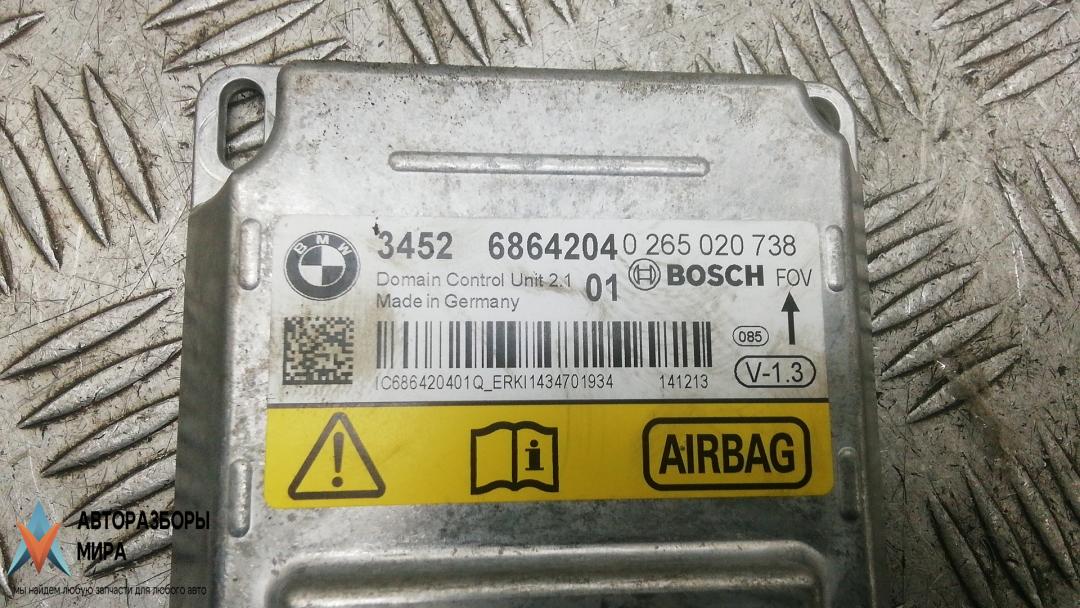 BMW
3452 6864204 0 265 020 738
Domain Control Unit 2.1 01 BOSCH FOV
Made in Germany
085
V-1.3
IC686420401Q_ERKI1434701934 141213
AIRBAG
АВТОРАЗБОРЫ
МИРА
мы найдем любую запчасти для любого авто